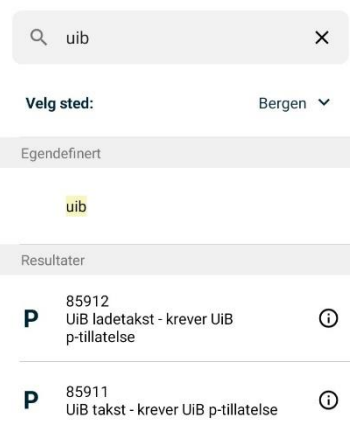 uib
Velg sted: Bergen
Egendefinert
uib
Resultater
P 85912
UiB ladetakst - krever UiB
p-tillatelse
P 85911
UiB takst - krever UiB p-tillatelse